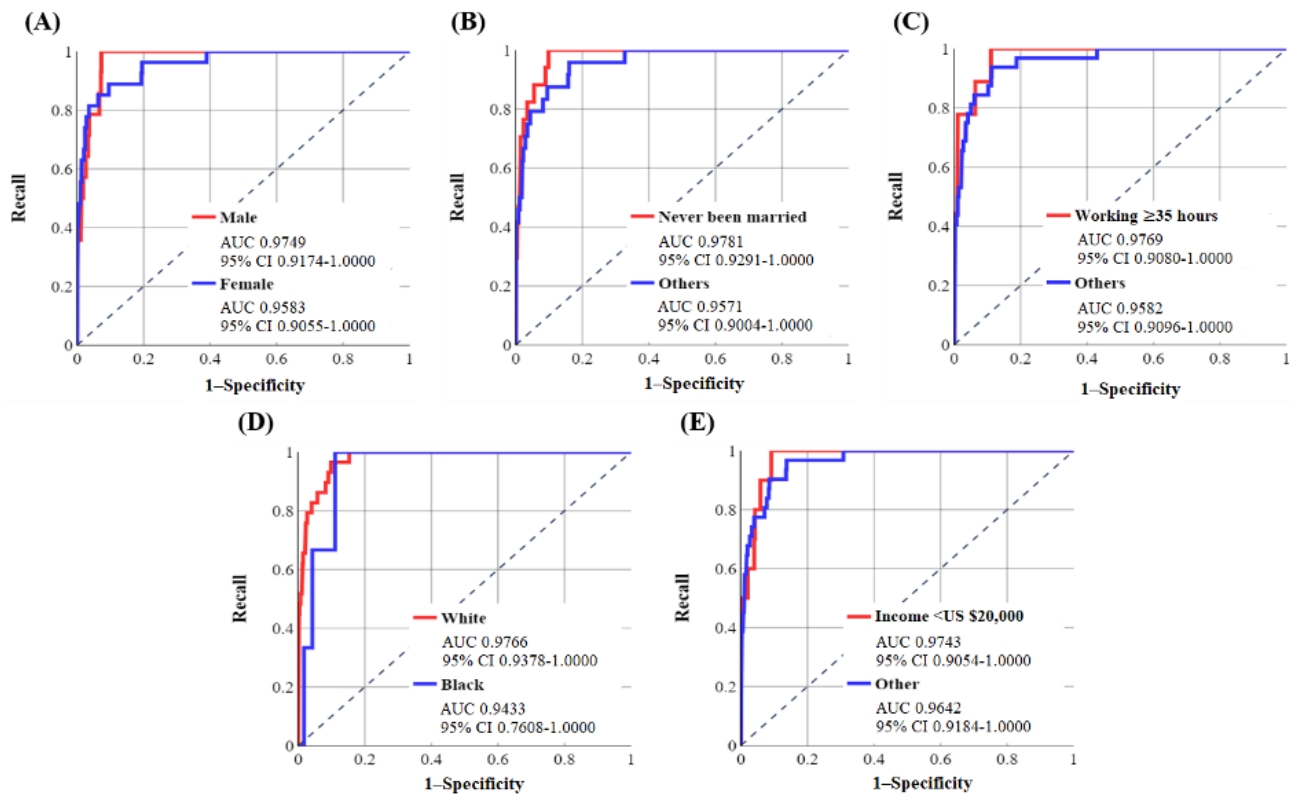 (A)
1
0.8
0.6
0.4
0.2
0
Recall
Male
AUC 0.9749
95% CI 0.9174-1.0000
Female
AUC 0.9583
95% CI 0.9055-1.0000
0.2
0.4
0.6
0.8
1
1–Specificity
(B)
1
0.8
0.6
0.4
0.2
0
Recall
Never been married
AUC 0.9781
95% CI 0.9291-1.0000
Others
AUC 0.9571
95% CI 0.9004-1.0000
0
0.2
0.4
0.6
0.8
1
1–Specificity
(C)
1
0.8
0.6
0.4
0.2
0
Recall
Working ≥35 hours
AUC 0.9769
95% CI 0.9080-1.0000
Others
AUC 0.9582
95% CI 0.9096-1.0000
0
0.2
0.4
0.6
0.8
1
1–Specificity
(D)
1
0.8
0.6
0.4
0.2
0
Recall
White
AUC 0.9766
95% CI 0.9378-1.0000
Black
AUC 0.9433
95% CI 0.7608-1.0000
0
0.2
0.4
0.6
0.8
1
1–Specificity
(E)
1
0.8
0.6
0.4
0.2
0
Recall
Income <US $20,000
AUC 0.9743
95% CI 0.9054-1.0000
Other
AUC 0.9642
95% CI 0.9184-1.0000
0
0.2
0.4
0.6
0.8
1
1–Specificity